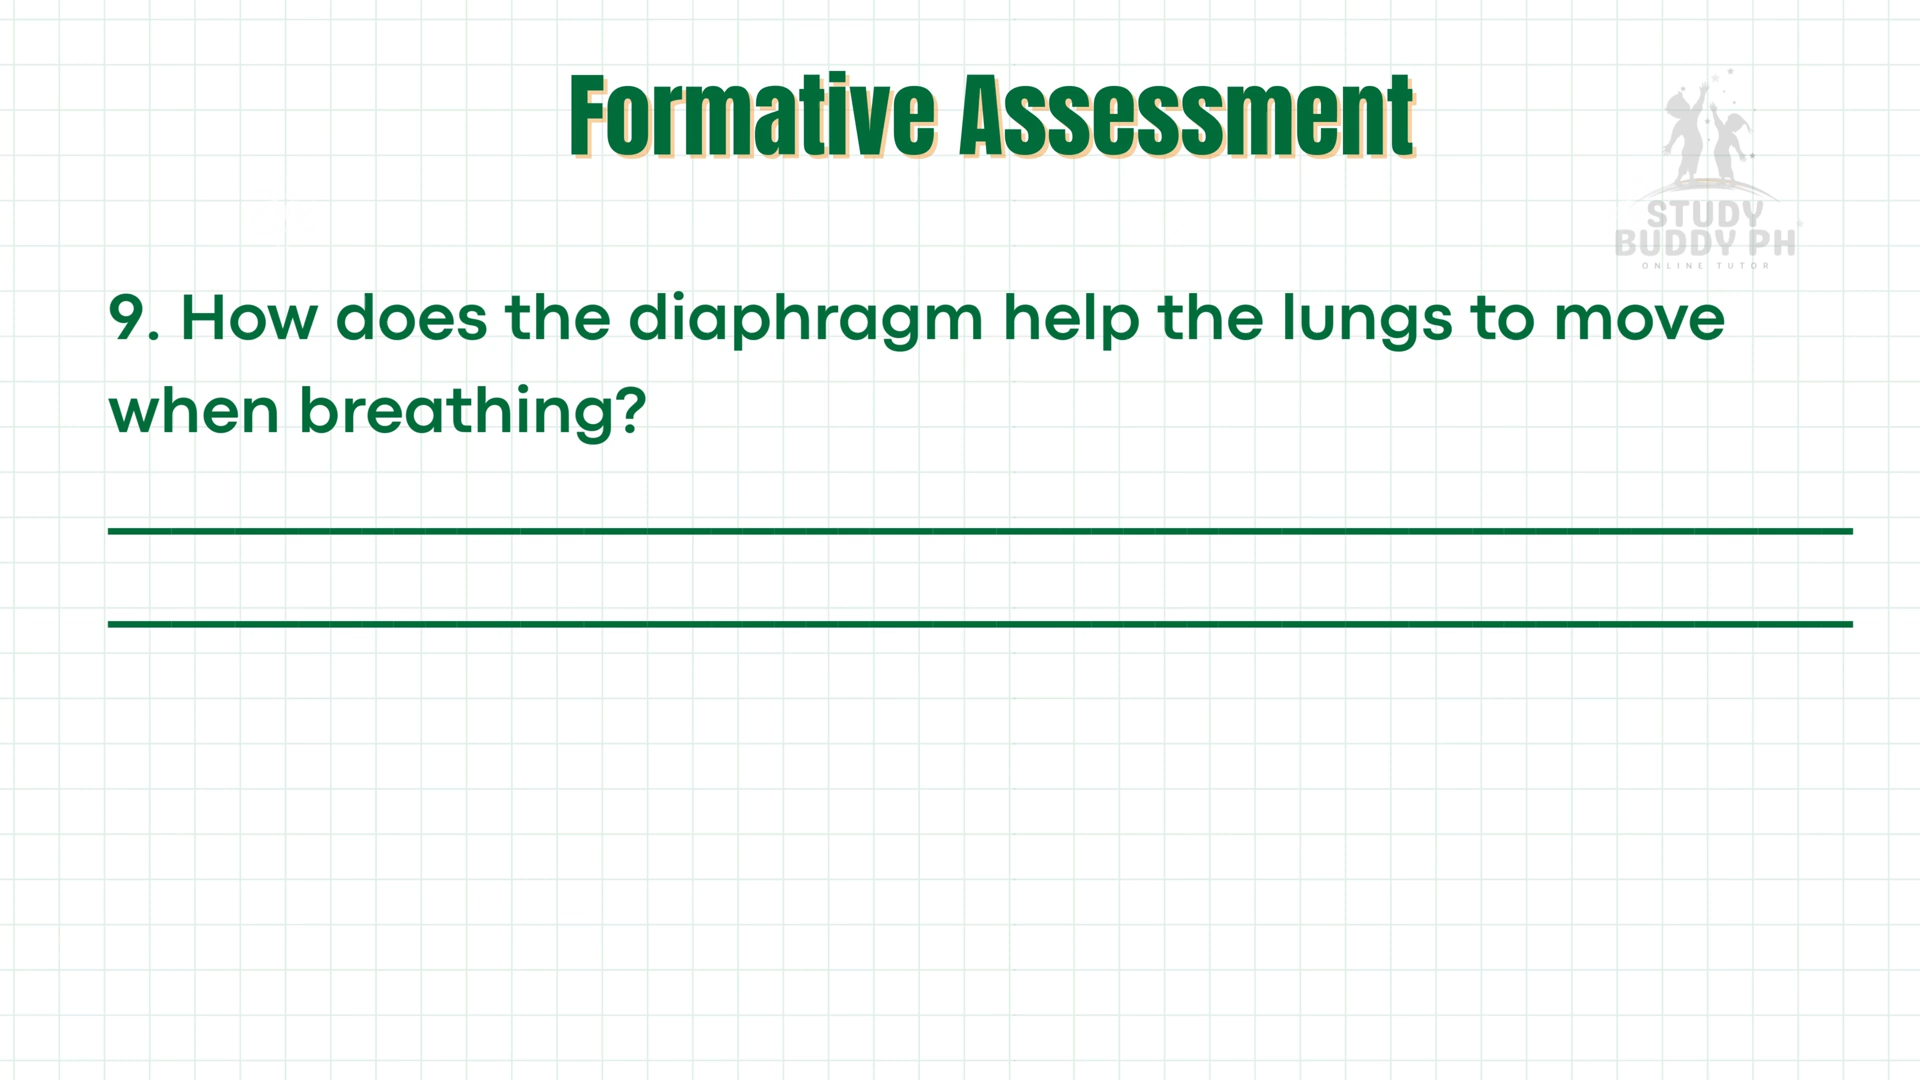 Formative Assessment
STUDY
BUDDY PH
ONLINE TUTOR
9. How does the diaphragm help the lungs to move
when breathing?